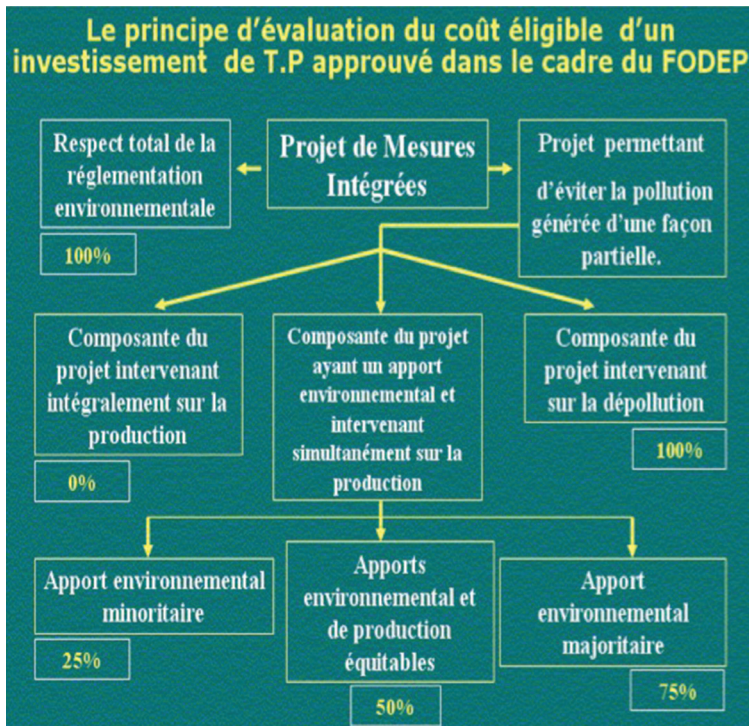 Le principe d’évaluation du coût éligible d’un
investissement de T.P approuvé dans le cadre du FODEP
Respect total de la
réglementation
environnementale
100%
Projet de Mesures
Intégrées
Projet permettant
d’éviter la pollution
générée d’une façon
partielle.
Composante du
projet intervenant
intégralement sur la
production
0%
Composante du projet
ayant un apport
environnemental et
intervenant
simultanément sur la
production
Composante du
projet intervenant
sur la dépollution
100%
Apport environnemental
minoritaire
25%
Apports
environnemental et
de production
équitables
50%
Apport
environnemental
majoritaire
75%